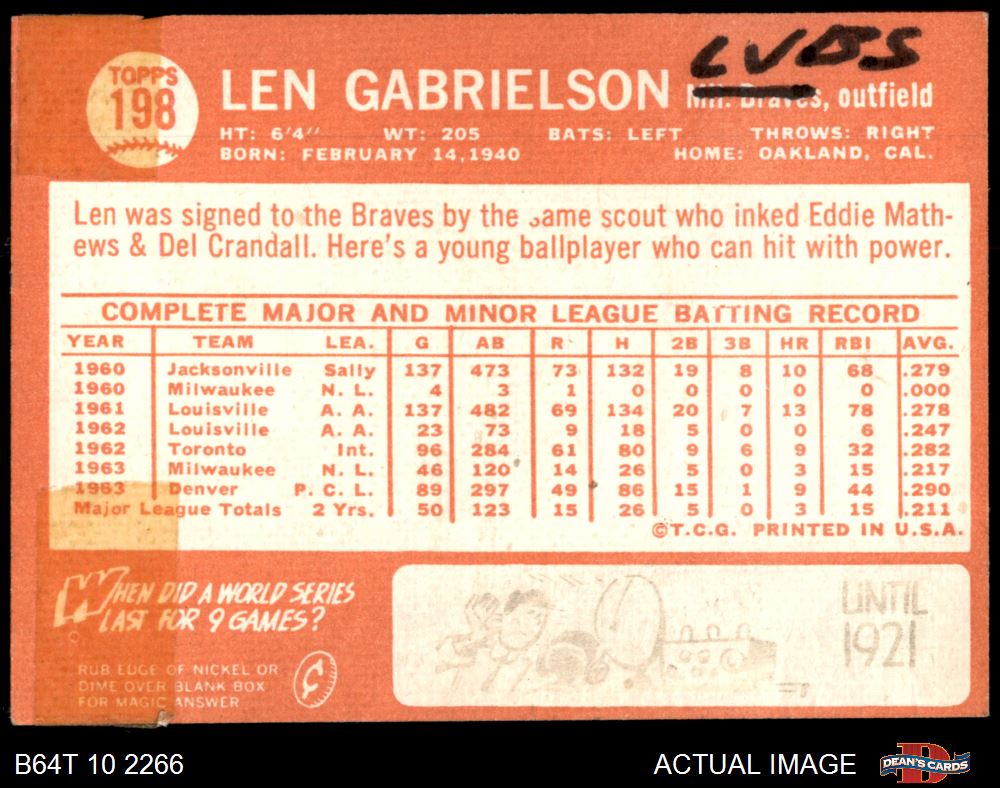 TOPPS
198
LEN GABRIELSON Mil. Braves, outfield
HT: 6'4" WT: 205 BATS: LEFT THROWS: RIGHT
BORN: FEBRUARY 14, 1940 HOME: OAKLAND, CAL.
Len was signed to the Braves by the same scout who inked Eddie Math-
ews & Del Crandall. Here's a young ballplayer who can hit with power.
COMPLETE MAJOR AND MINOR LEAGUE BATTING RECORD
YEAR TEAM LEA. G AB R H 2B 3B HR RBI AVG.
1960 Jacksonville Sally 137 473 73 132 19 8 10 68 .279
1960 Milwaukee N. L. 4 3 1 0 0 0 0 0 .000
1961 Louisville A. A. 137 482 69 134 20 7 13 78 .278
1962 Louisville A. A. 23 73 9 18 5 0 0 6 .247
1962 Toronto Int. 96 284 61 80 9 6 9 32 .282
1963 Milwaukee N. L. 46 120 14 26 5 0 3 15 .217
1963 Denver P. C. L. 89 297 49 86 15 1 9 44 .290
Major League Totals 2 Yrs. 50 123 15 26 5 0 3 15 .211
©T.C.G. PRINTED IN U.S.A.
WHEN DID A WORLD SERIES
LAST FOR 9 GAMES?
RUB EDGE OF NICKEL OR
DIME OVER BLANK BOX
FOR MAGIC ANSWER
UNTIL
1921
B64T 10 2266
ACTUAL IMAGE
DEAN'S CARDS